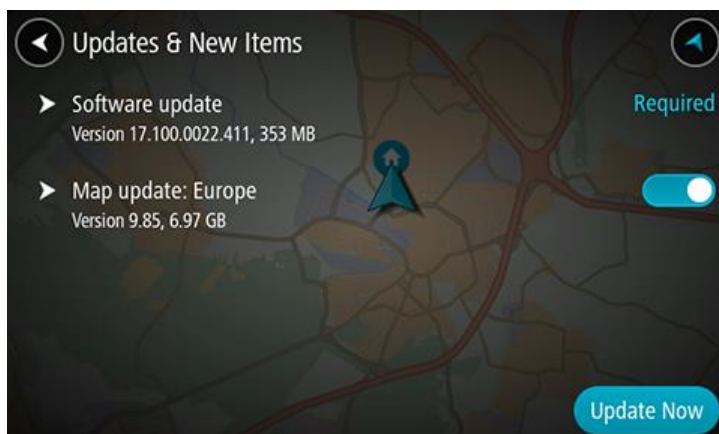 Updates & New Items
Software update
Required
Version 17.100.0022.411, 353 MB
Map update: Europe
Version 9.85, 6.97 GB
Update Now